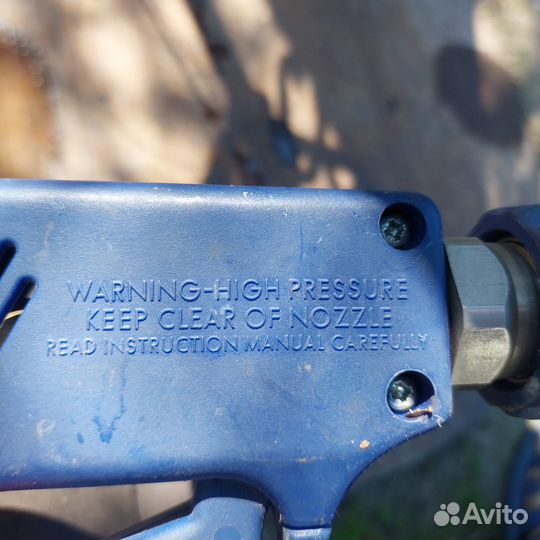 WARNING-HIGH PRESSURE
KEEP CLEAR OF NOZZLE
READ INSTRUCTION MANUAL CAREFULLY
Avito